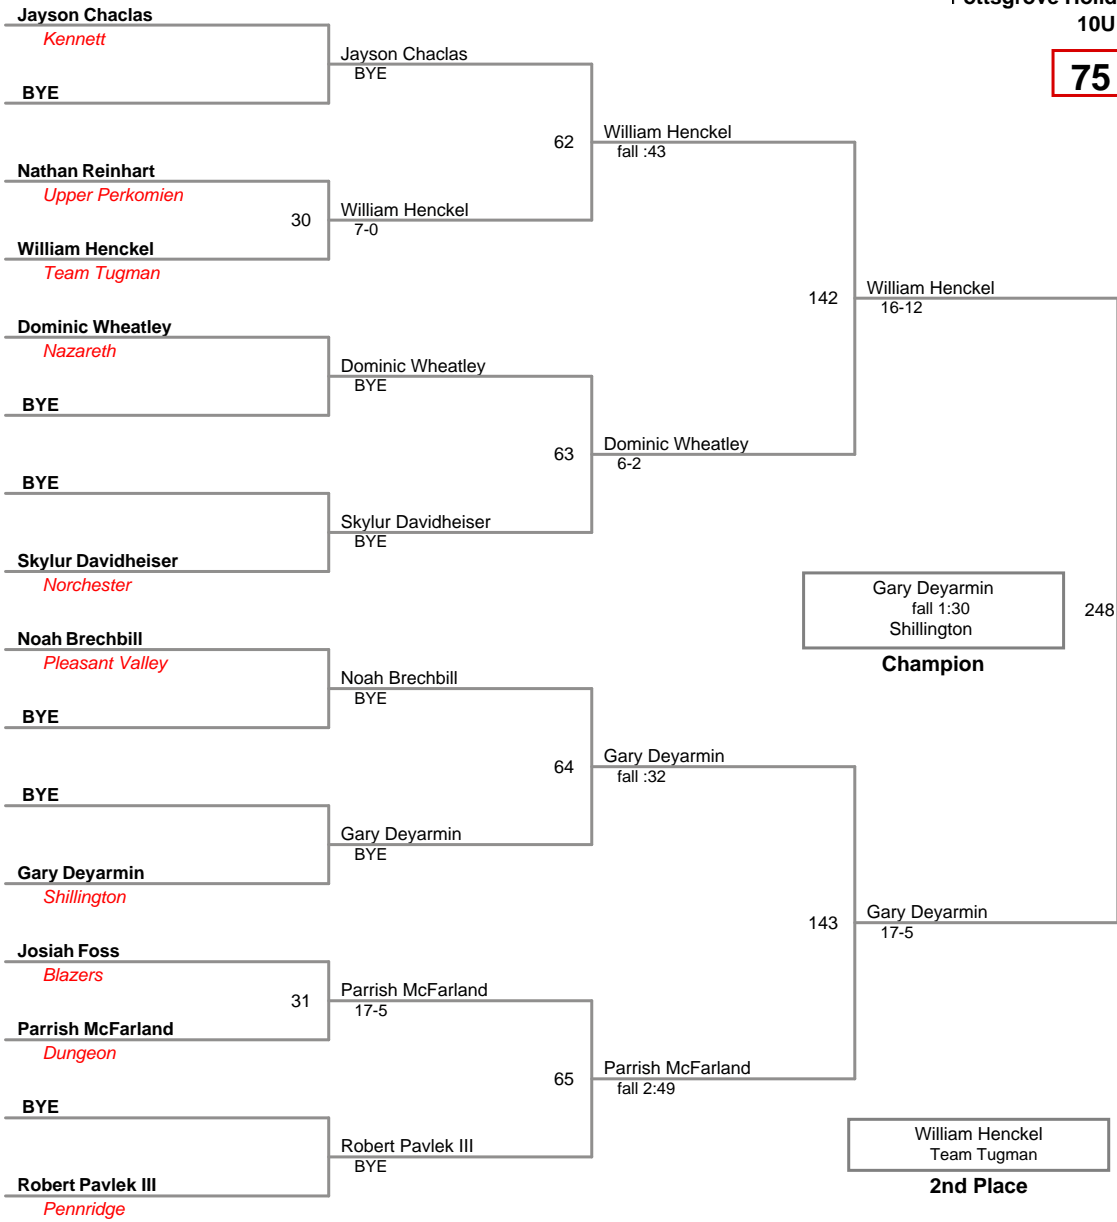 Pottsgrove Holid
10U
75
Jayson Chaclas
Kennett
BYE
Nathan Reinhart
Upper Perkomien
30
William Henckel
Team Tugman
Dominic Wheatley
Nazareth
BYE
BYE
Skylur Davidheiser
Norchester
Noah Brechbill
Pleasant Valley
BYE
BYE
Gary Deyarmin
Shillington
Josiah Foss
Blazers
31
Parrish McFarland
Dungeon
BYE
Robert Pavlek III
Pennridge
Jayson Chaclas
BYE
62
William Henckel
7-0
Dominic Wheatley
BYE
63
Skylur Davidheiser
BYE
Noah Brechbill
BYE
64
Gary Deyarmin
BYE
Parrish McFarland
17-5
65
Robert Pavlek III
BYE
William Henckel
fall :43
142
Dominic Wheatley
6-2
Gary Deyarmin
fall :32
143
Parrish McFarland
fall 2:49
William Henckel
16-12
248
Gary Deyarmin
17-5
Gary Deyarmin
fall 1:30
Shillington
Champion
William Henckel
Team Tugman
2nd Place